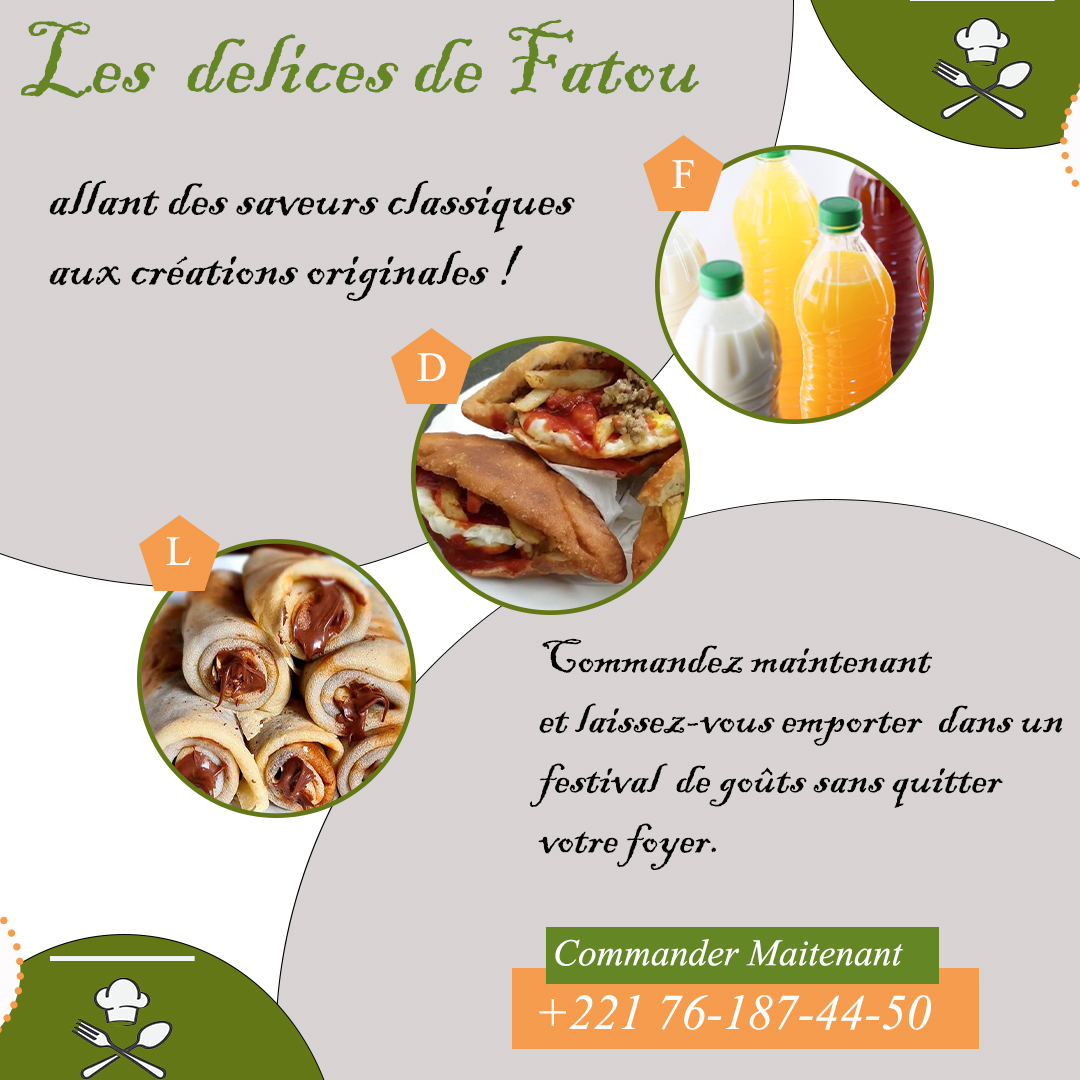 Les delices de Fatou
allant des saveurs classiques
aux créations originales !
F
D
L
Commandez maintenant
et laissez-vous emporter dans un
festival de goûts sans quitter
votre foyer.
Commander Maitenant
+221 76-187-44-50